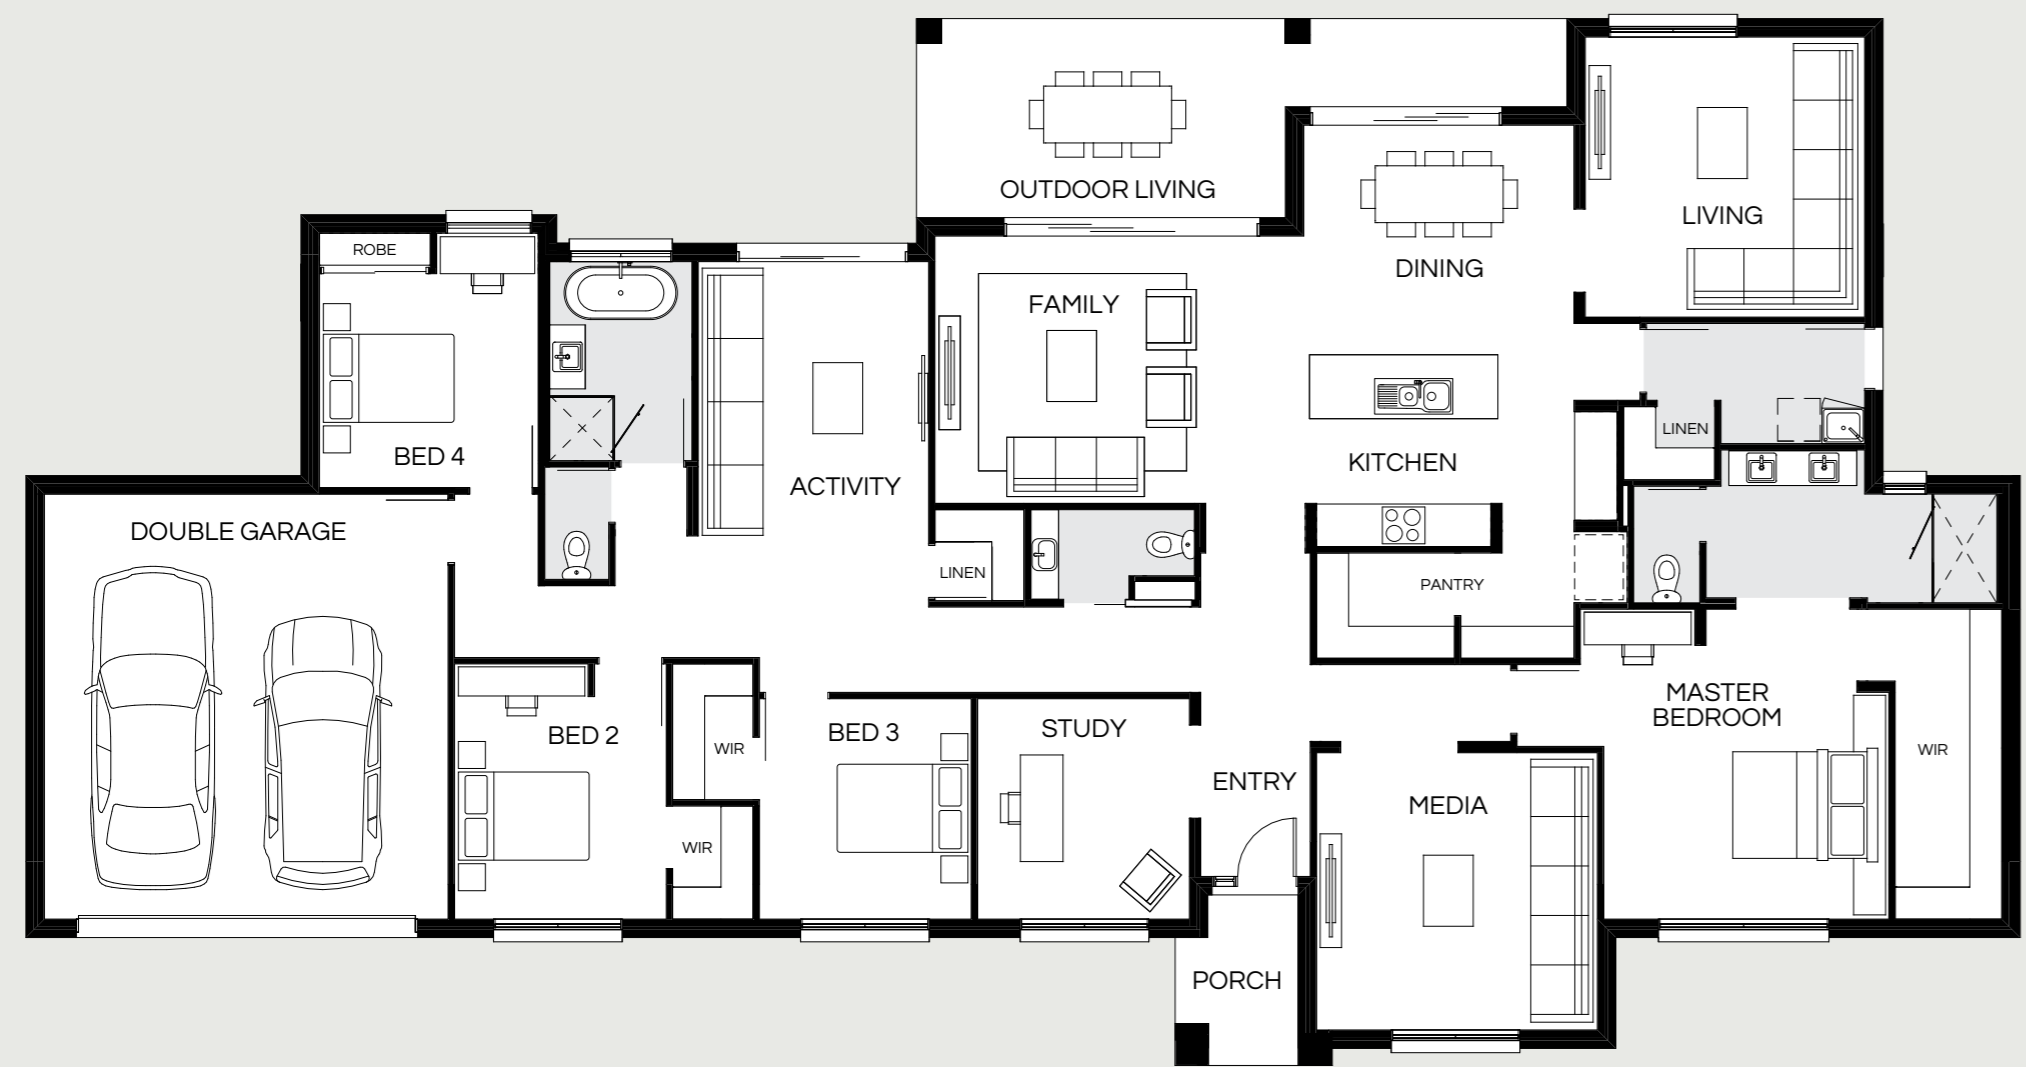 OUTDOOR LIVING
LIVING
ROBE
DINING
FAMILY
LINEN
BED 4
KITCHEN
ACTIVITY
DOUBLE GARAGE
LINEN
PANTRY
MASTER
BEDROOM
BED 2
BED 3
STUDY
WIR
WIR
ENTRY
MEDIA
WIR
PORCH